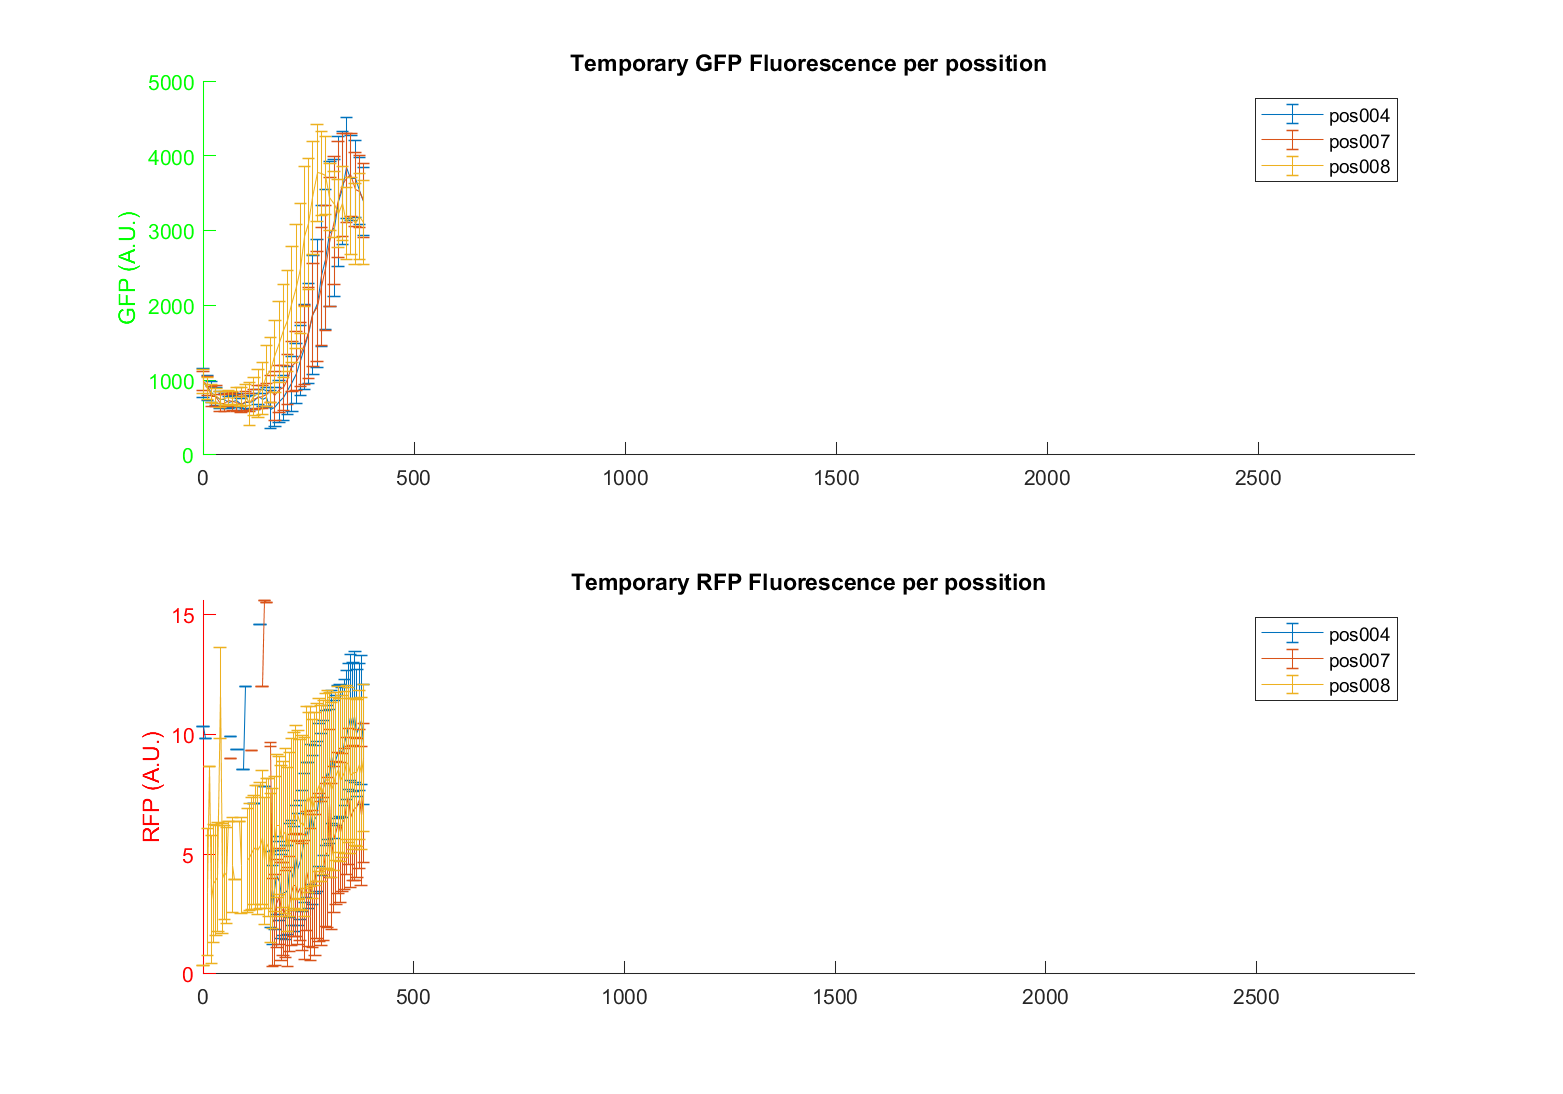 Temporary GFP Fluorescence per possition
5000
4000
3000
2000
1000
0
GFP (A.U.)
pos004
pos007
pos008
0 500 1000 1500 2000 2500
Temporary RFP Fluorescence per possition
15
10
5
0
RFP (A.U.)
pos004
pos007
pos008
0 500 1000 1500 2000 2500